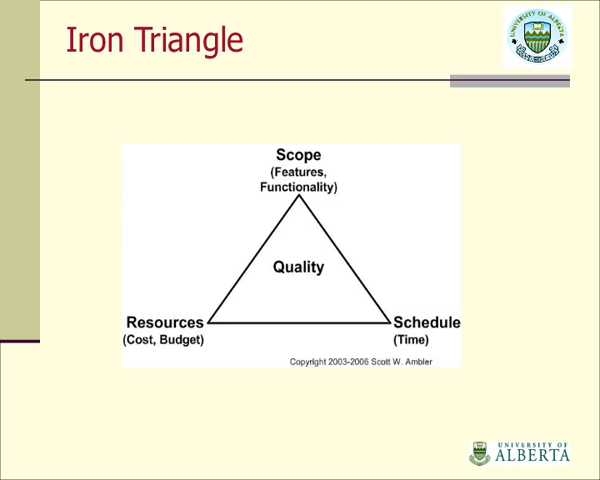 Iron Triangle
UNIVERSITY OF ALBERTA
Scope
(Features,
Functionality)
Quality
Resources
(Cost, Budget)
Schedule
(Time)
Copyright 2003-2006 Scott W. Ambler
UNIVERSITY OF
ALBERTA